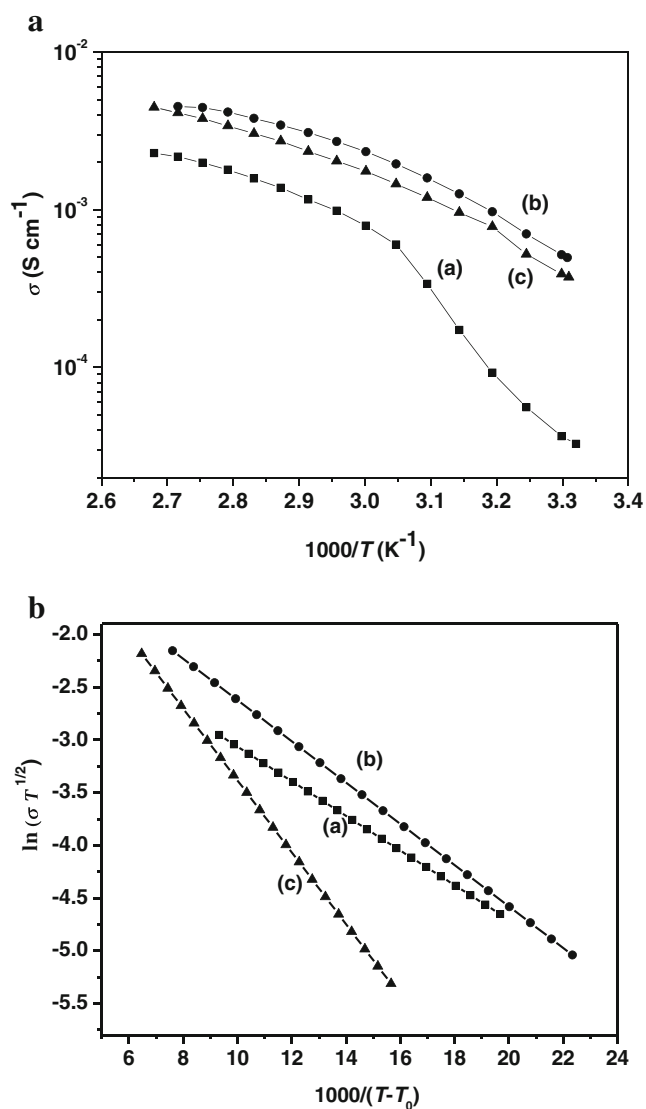 a
10^-2
10^-3
10^-4
σ (S cm^-1)
(b)
(c)
(a)
2.6 2.7 2.8 2.9 3.0 3.1 3.2 3.3 3.4
1000/T (K^-1)
b
-2.0
-2.5
-3.0
-3.5
-4.0
-4.5
-5.0
-5.5
ln (σ T^1/2)
(b)
(a)
(c)
6 8 10 12 14 16 18 20 22 24
1000/(T-T_0)